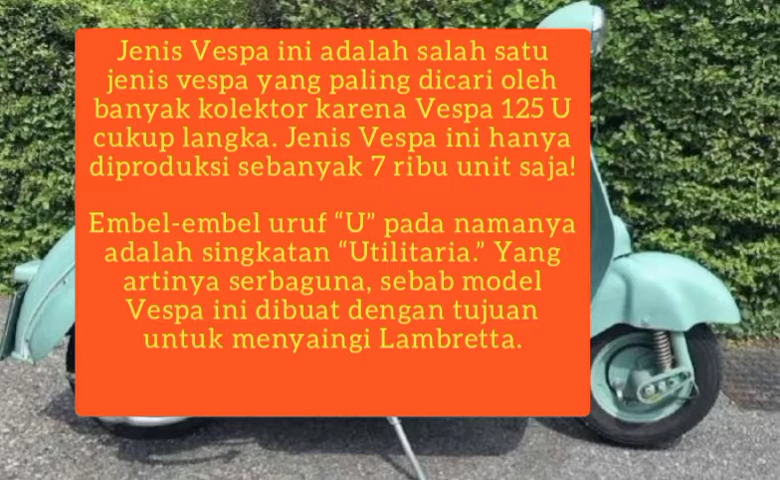 Jenis Vespa ini adalah salah satu
jenis vespa yang paling dicari oleh
banyak kolektor karena Vespa 125 U
cukup langka. Jenis Vespa ini hanya
diproduksi sebanyak 7 ribu unit saja!
Embel-embel uruf “U” pada namanya
adalah singkatan “Utilitaria.” Yang
artinya serbaguna, sebab model
Vespa ini dibuat dengan tujuan
untuk menyaingi Lambretta.